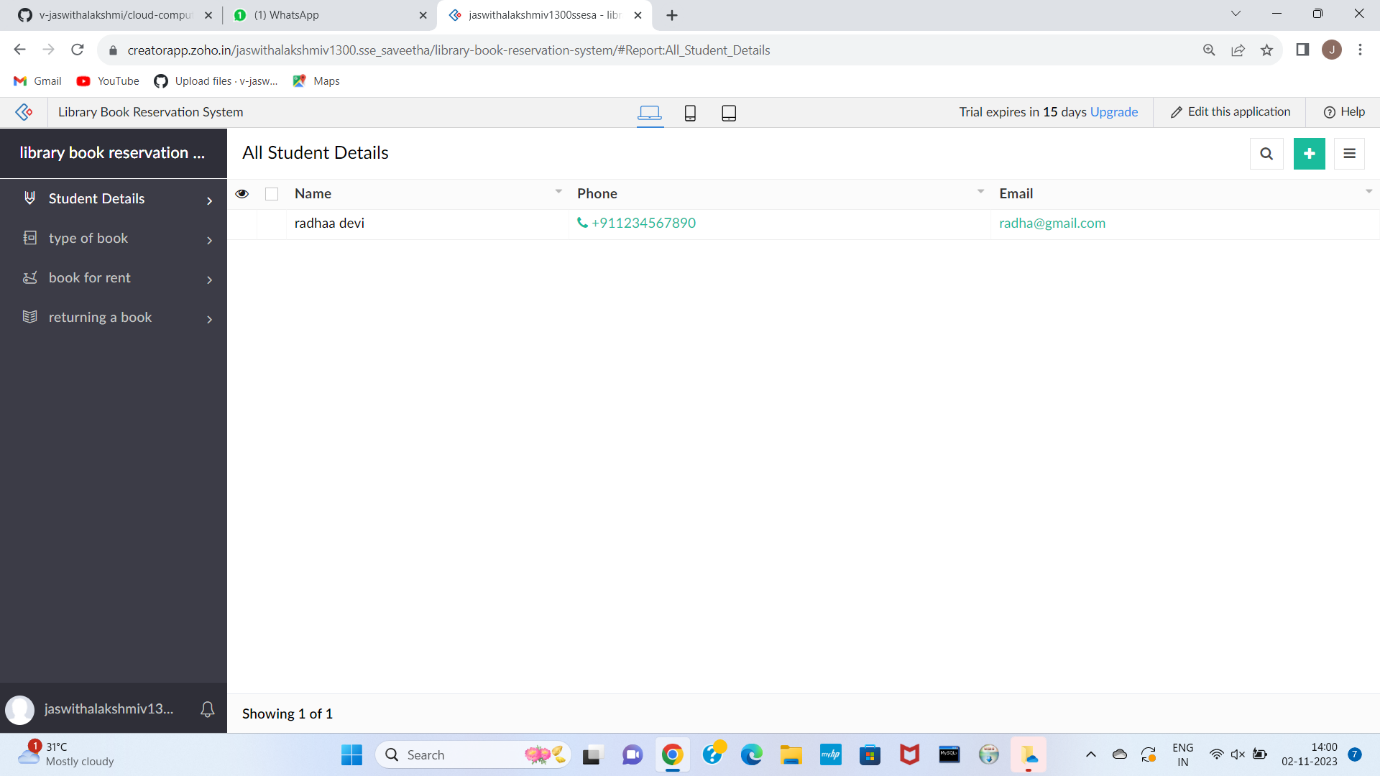 v-jaswithalakshmi/cloud-compu
(1) WhatsApp
jaswithalakshmiv1300ssesa - libr
creatorapp.zoho.in/jaswithalakshmiv1300.sse_saveetha/library-book-reservation-system/#Report:All_Student_Details
J
Gmail
YouTube
Upload files · v-jasw...
Maps
Library Book Reservation System
Trial expires in 15 days Upgrade
Edit this application
Help
library book reservation ...
All Student Details
Student Details
type of book
book for rent
returning a book
Name Phone Email
radhaa devi +911234567890 radha@gmail.com
Showing 1 of 1
jaswithalakshmiv13...
1
31°C
Mostly cloudy
Search
myhp
MySQL
ENG
IN
14:00
02-11-2023
7